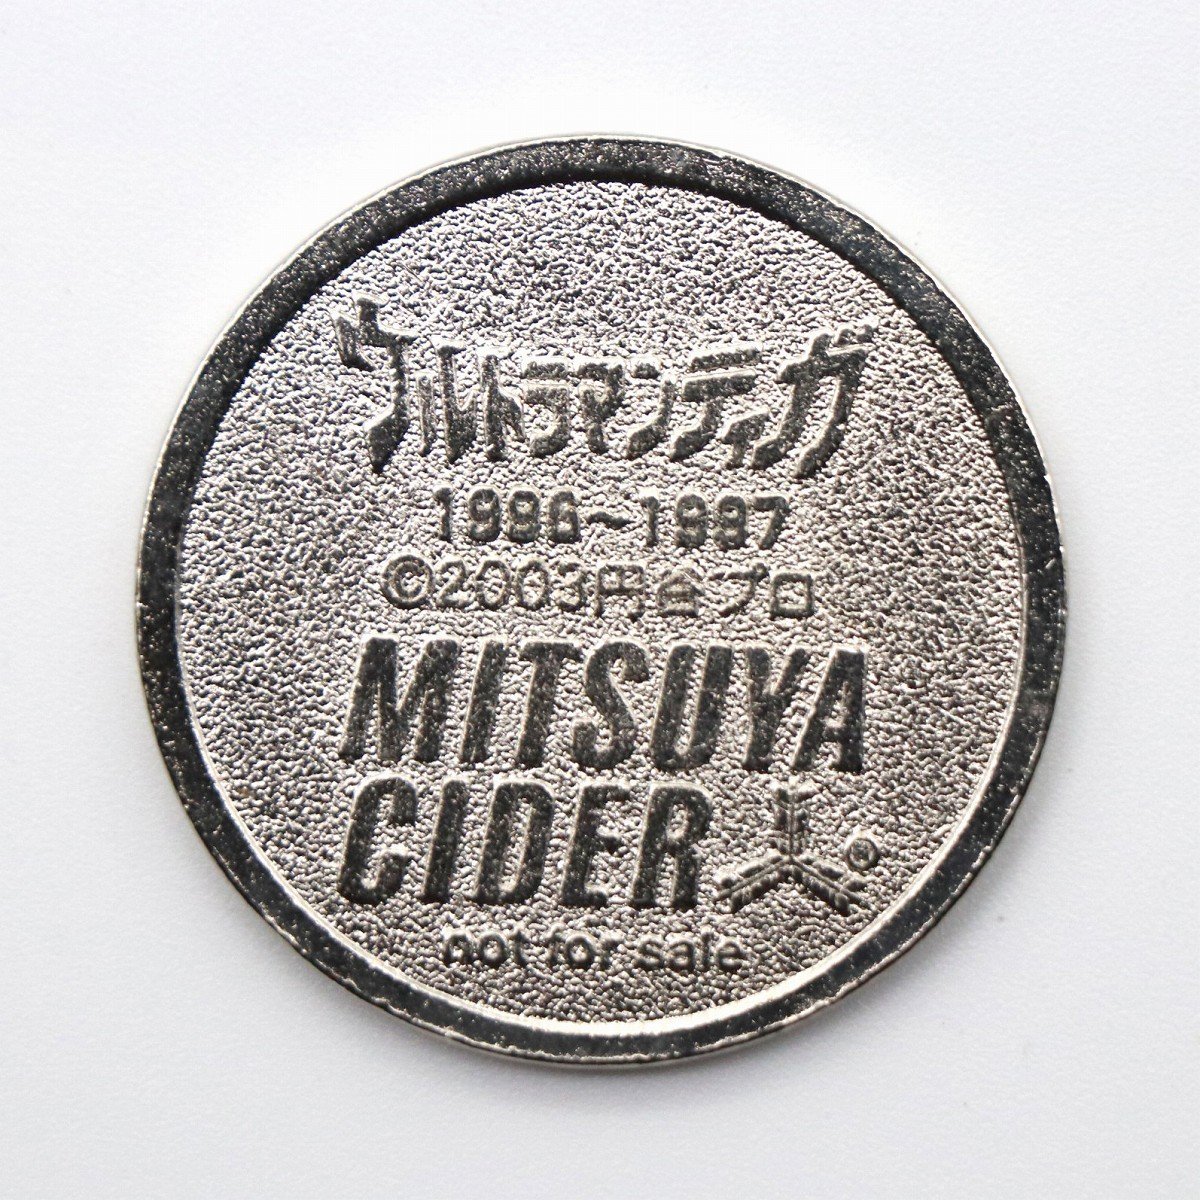 ウルトラマンティガ
1996~1997
©2003円谷プロ
MITSUYA
CIDER ®
not for sale